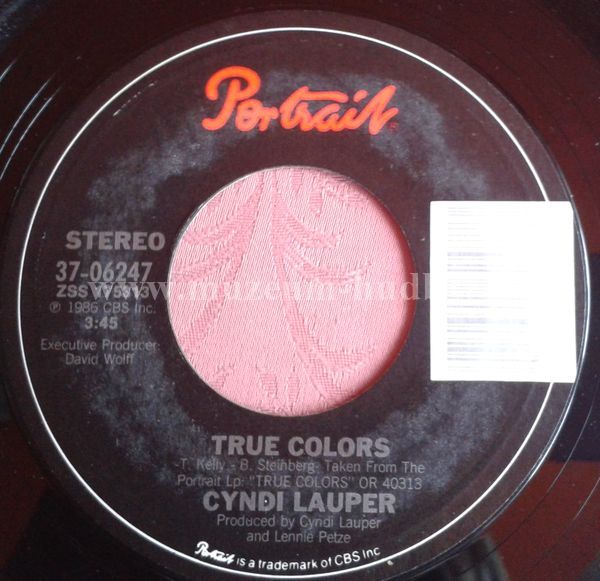 Portrait
STEREO
37-06247
℗ 1986 CBS Inc.
3:45
Executive Producer:
David Wolff
TRUE COLORS
-T. Kelly - B. Steinberg- Taken From The
Portrait Lp: "TRUE COLORS" OR 40313
CYNDI LAUPER
Produced by Cyndi Lauper
and Lennie Petze
Portrait is a trademark of CBS Inc